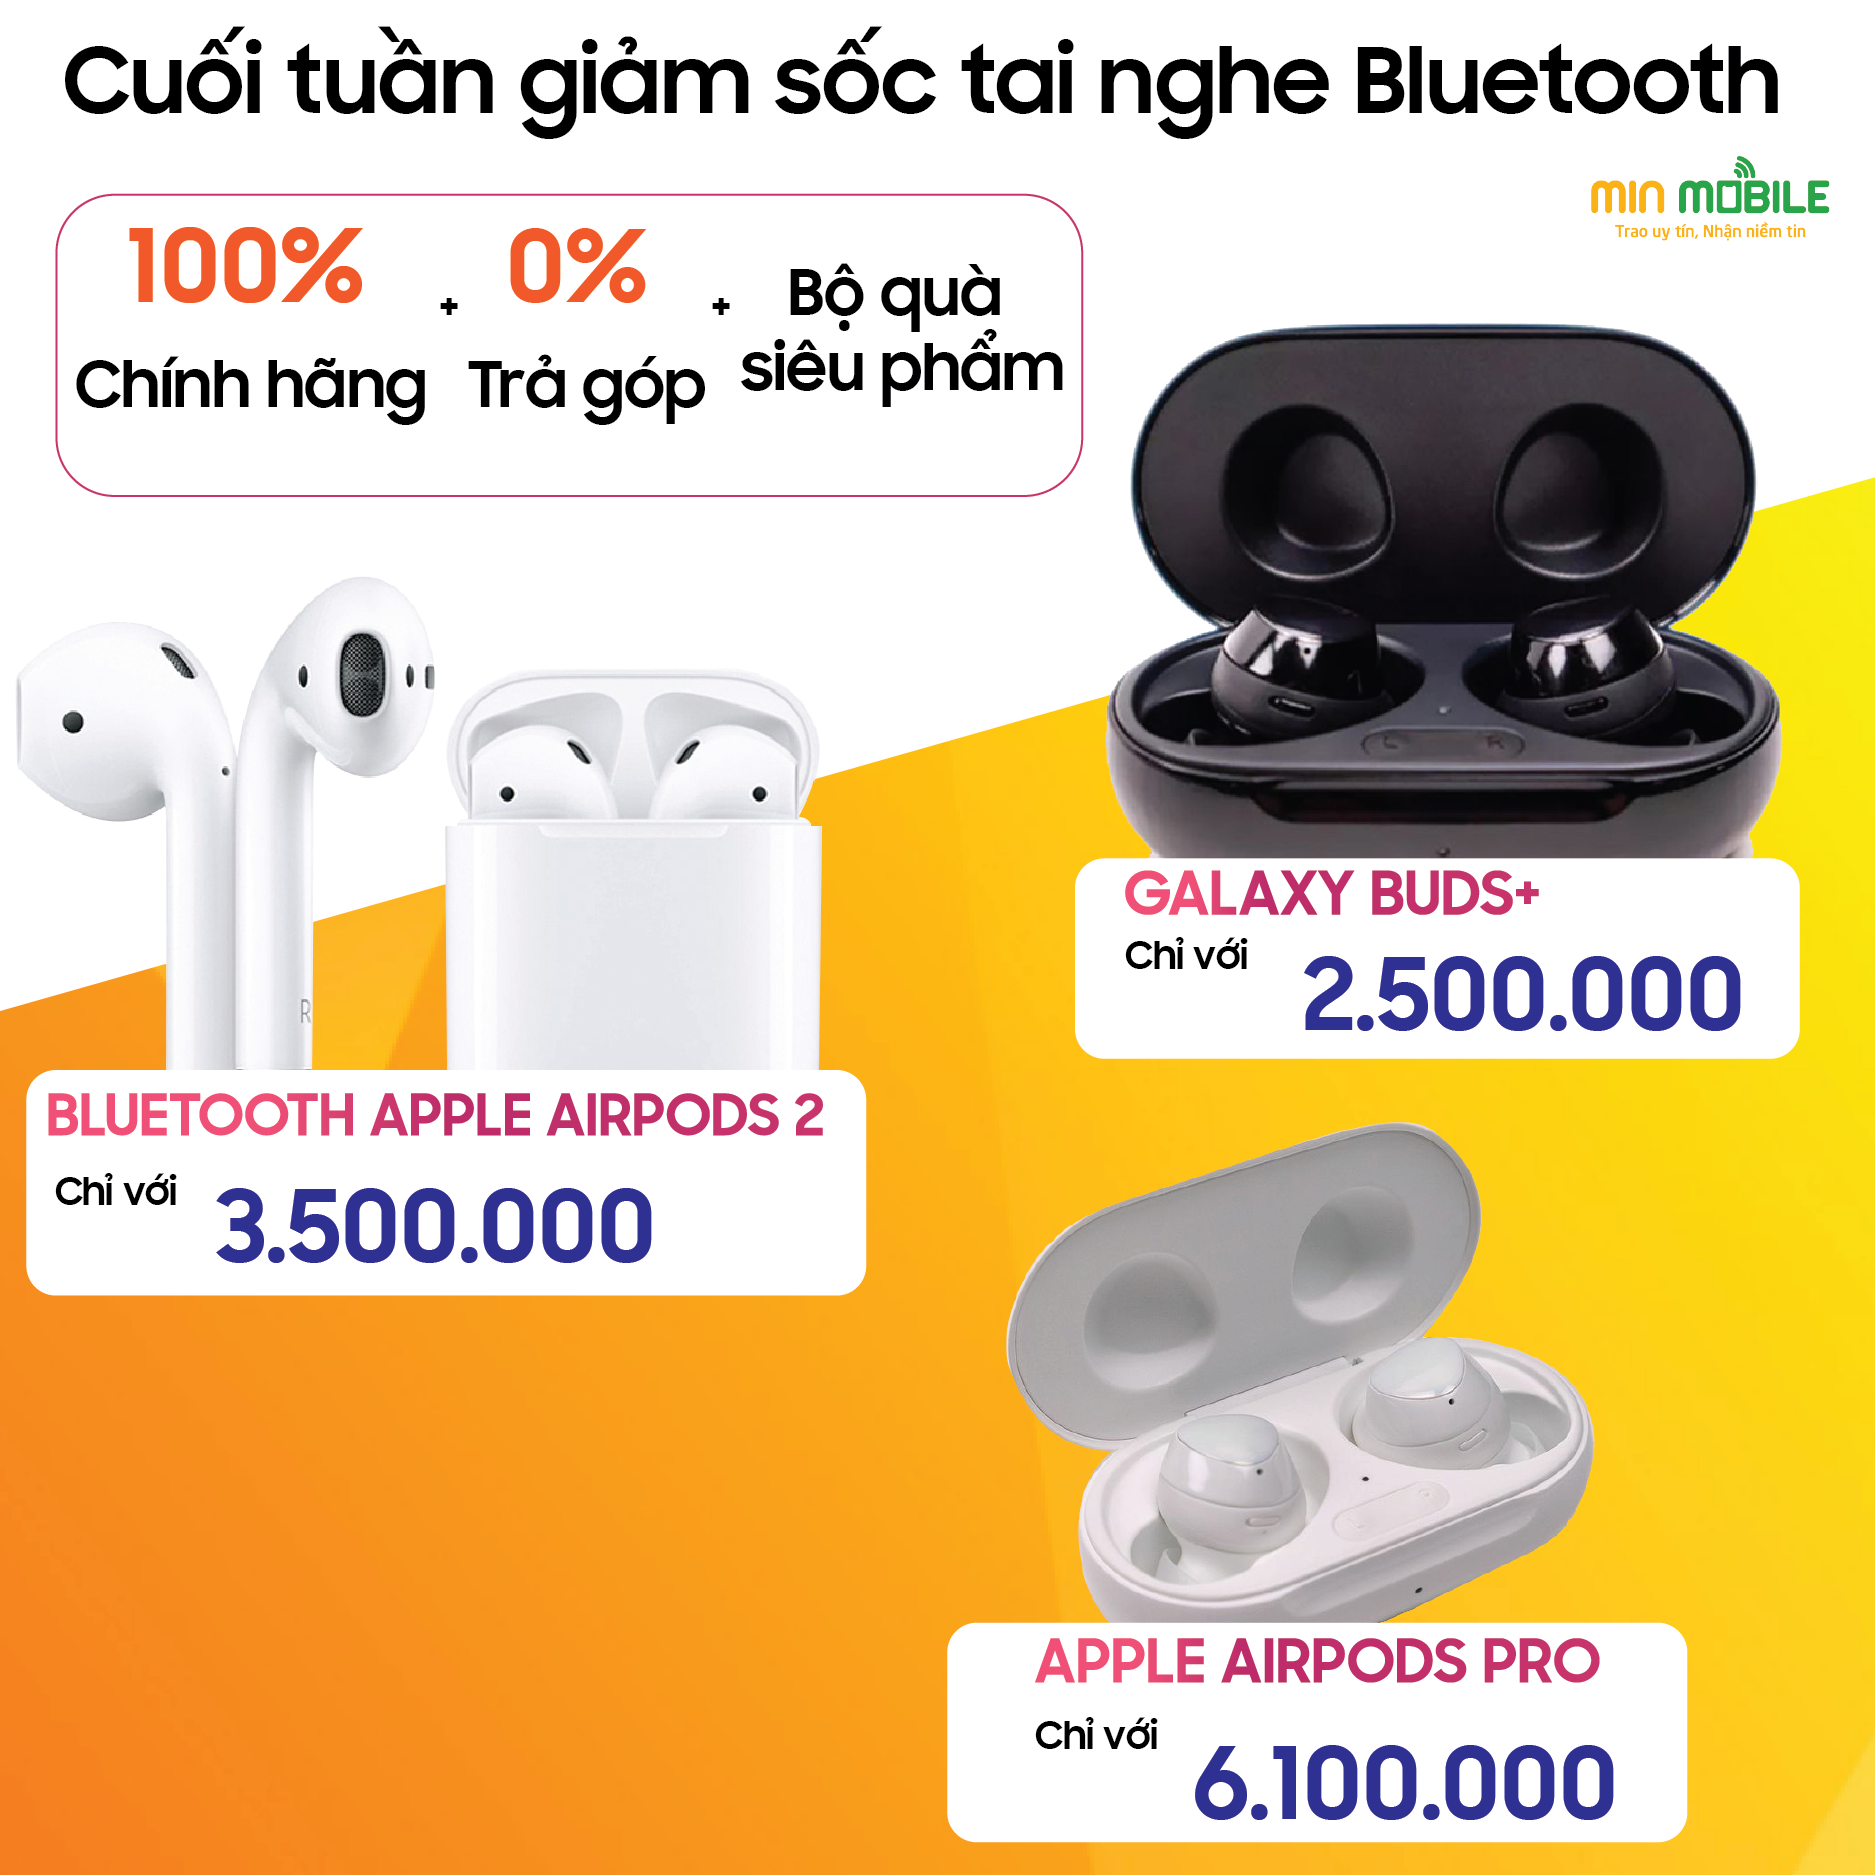 Cuối tuần giảm sốc tai nghe Bluetooth
MIN MOBILE
Trao uy tín, Nhận niềm tin
100% + 0% + Bộ quà
siêu phẩm
Chính hãng Trả góp
L R
GALAXY BUDS+
Chỉ với 2.500.000
R
BLUETOOTH APPLE AIRPODS 2
Chỉ với 3.500.000
APPLE AIRPODS PRO
Chỉ với 6.100.000